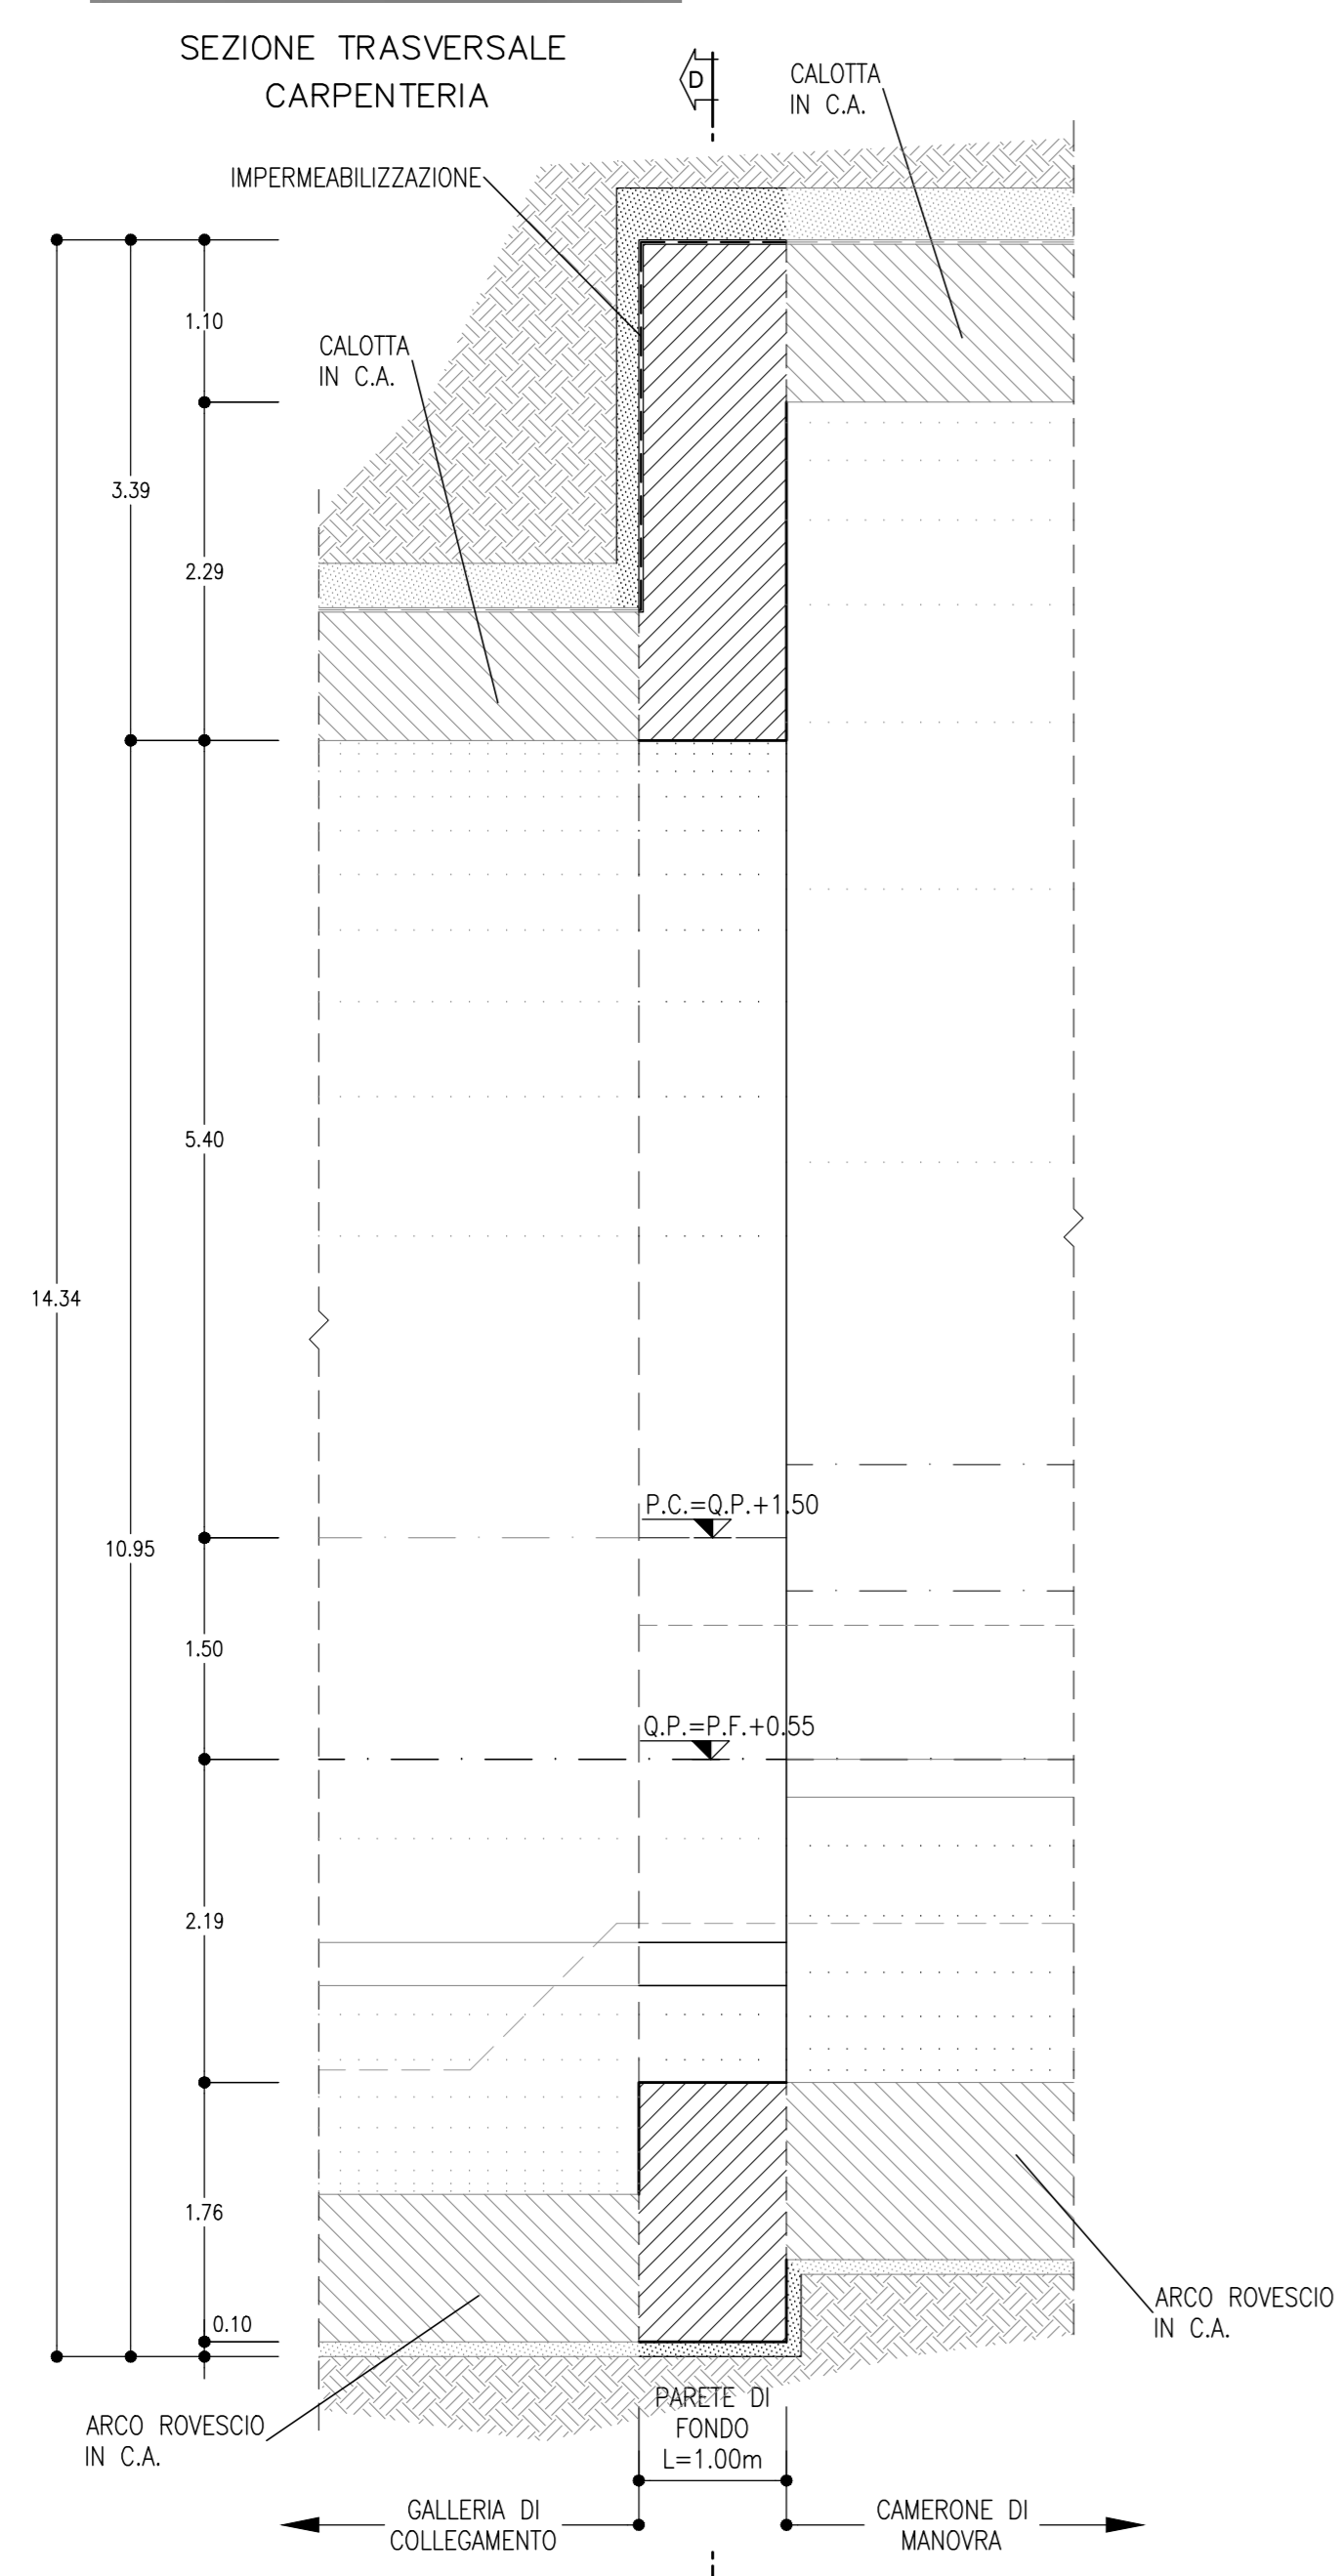 SEZIONE TRASVERSALE
CARPENTERIA
D
CALOTTA
IN C.A.
IMPERMEABILIZZAZIONE
1.10
CALOTTA
IN C.A.
3.39
2.29
5.40
14.34
P.C.=Q.P.+1.50
10.95
1.50
Q.P.=P.F.+0.55
2.19
1.76
ARCO ROVESCIO
IN C.A.
0.10
PARETE DI
FONDO
L=1.00m
ARCO ROVESCIO
IN C.A.
GALLERIA DI
COLLEGAMENTO
CAMERONE DI
MANOVRA